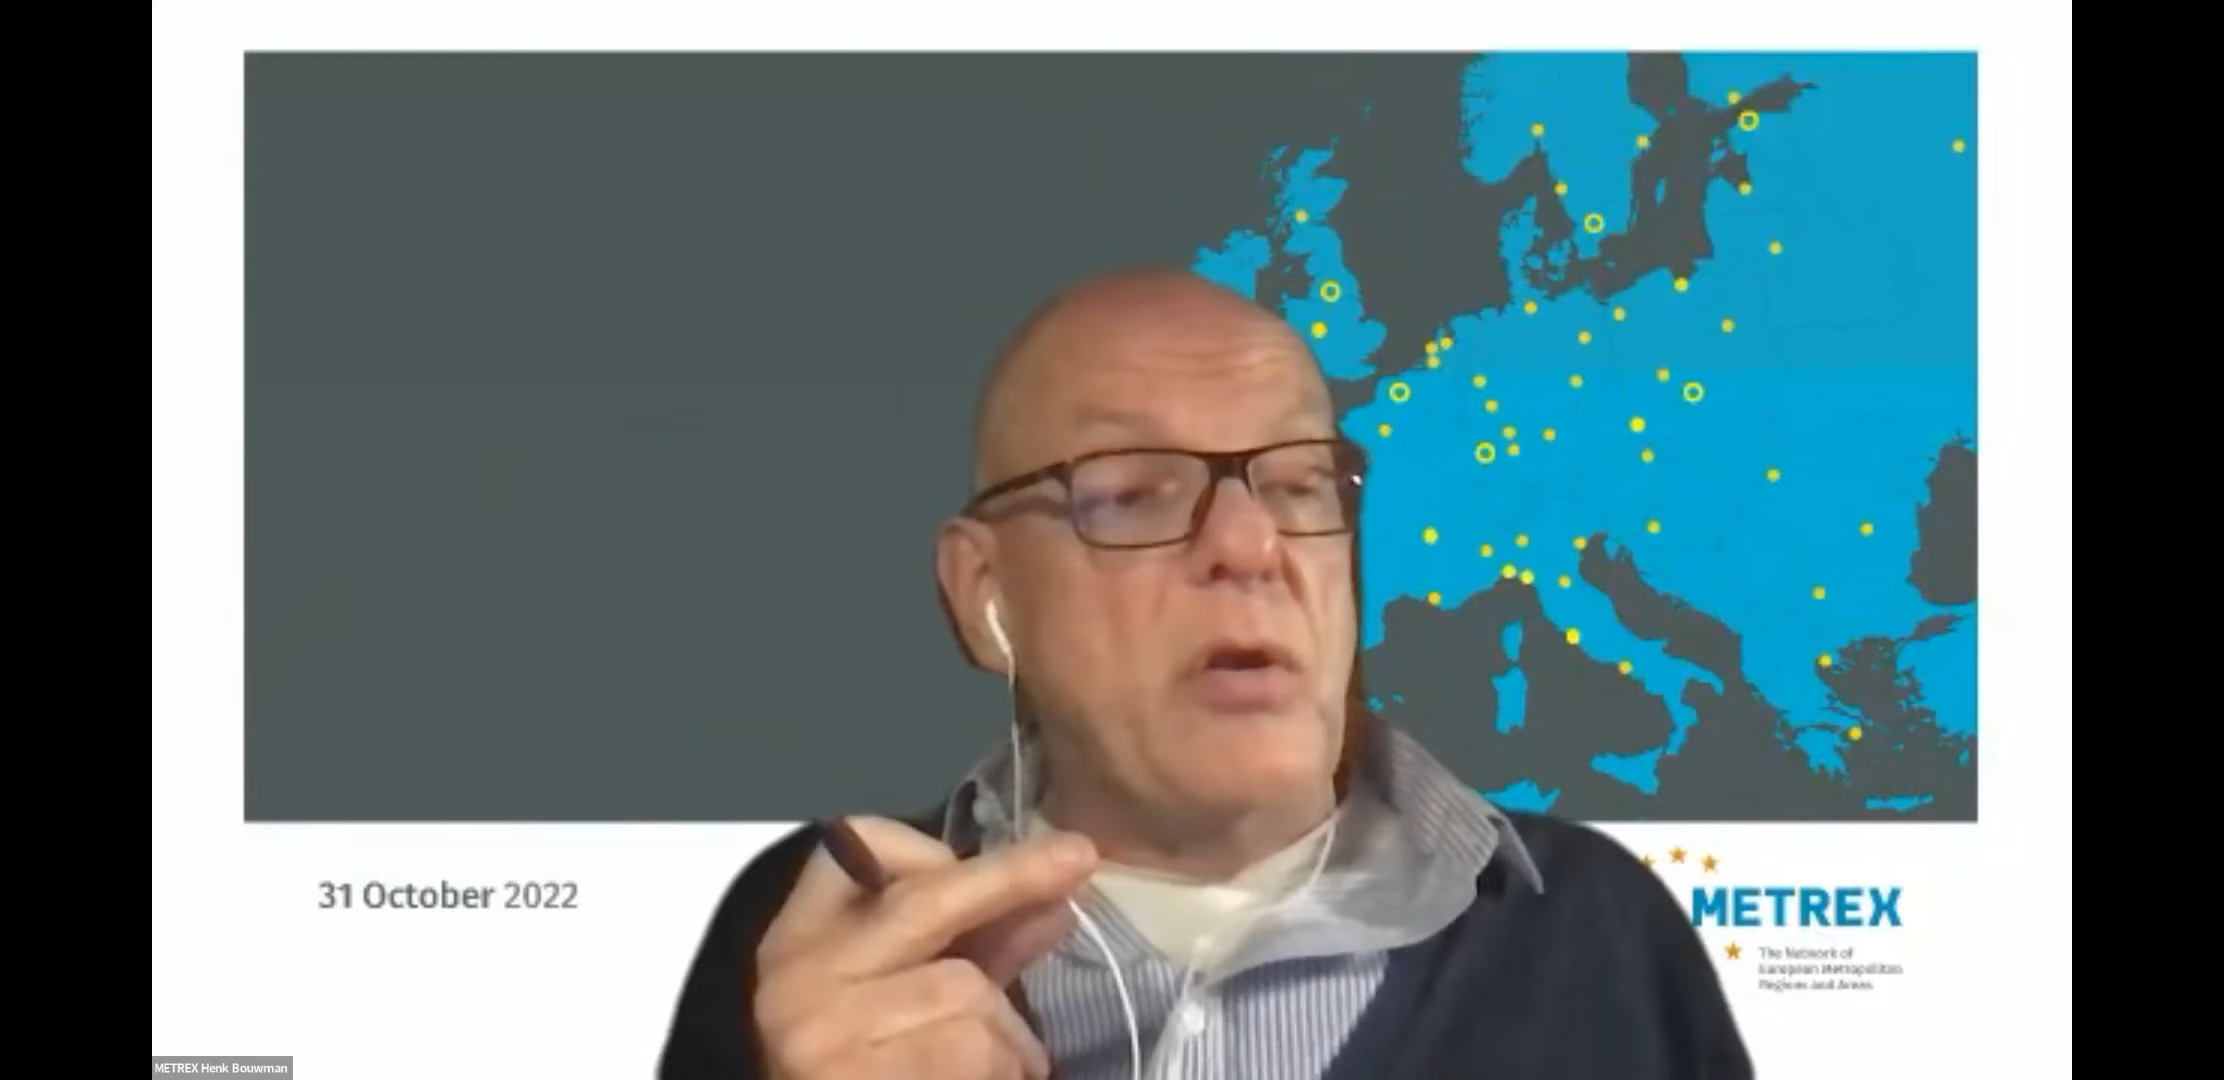 31 October 2022
METREX
The Network of
European Metropolitan
Regions and Areas
METREX Henk Bouwman